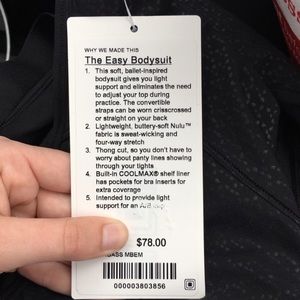 WHY WE MADE THIS
The Easy Bodysuit
1. This soft, ballet-inspired
bodysuit gives you light
support and eliminates the need
to adjust your top during
practice. The convertible
straps can be worn crisscrossed
or straight on your back
2. Lightweight, buttery-soft Nulu™
fabric is sweat-wicking and
four-way stretch
3. Thong cut, so you don't have to
worry about panty lines showing
through your tights
4. Built-in COOLMAX® shelf liner
has pockets for bra inserts for
extra coverage
5. Intended to provide light
support for an A/B cup
$78.00
MBEM
000003803856